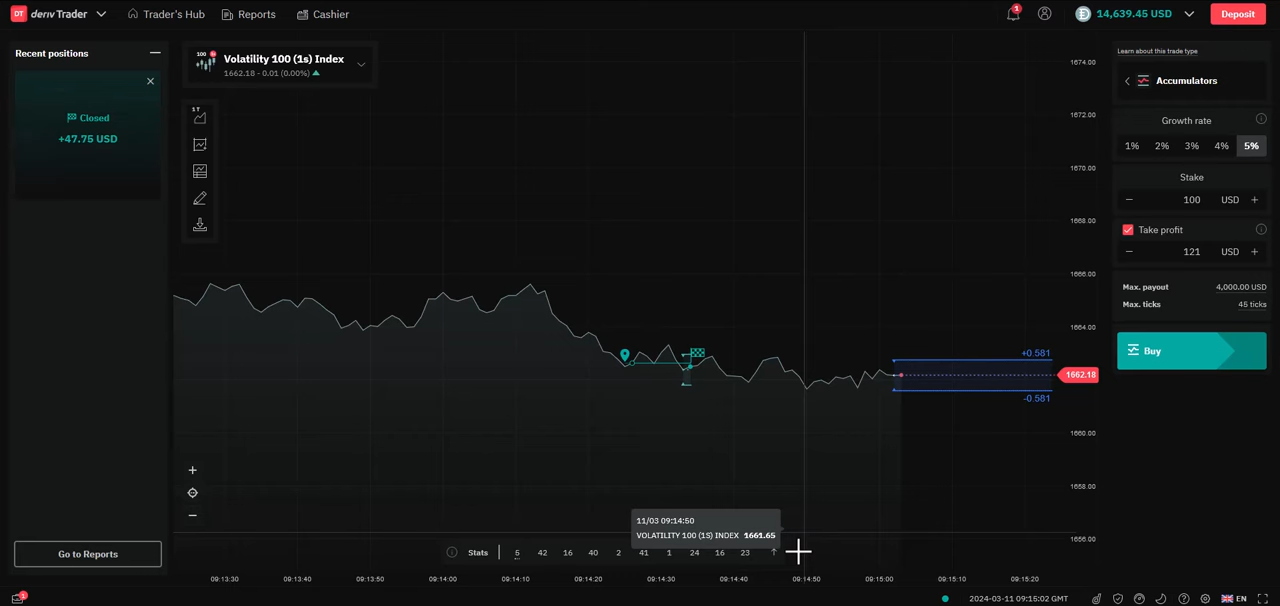 DT deriv Trader Trader's Hub Reports Cashier 1 14,639.45 USD Deposit
Recent positions
Closed
+47.75 USD
Go to Reports
100 1s Volatility 100 (1s) Index
1662.18 - 0.01 (0.00%)
1 T
1674.00
1672.00
1670.00
1668.00
1666.00
1664.00
1662.18
1660.00
1658.00
1656.00
+0.581
-0.581
11/03 09:14:50
VOLATILITY 100 (1S) INDEX 1661.65
Stats 5 42 16 40 2 41 1 24 16 23
09:13:30 09:13:40 09:13:50 09:14:00 09:14:10 09:14:20 09:14:30 09:14:40 09:14:50 09:15:00 09:15:10 09:15:20
Learn about this trade type
Accumulators
Growth rate
1% 2% 3% 4% 5%
Stake
− 100 USD +
Take profit
− 121 USD +
Max. payout 4,000.00 USD
Max. ticks 45 ticks
Buy
1 2024-03-11 09:15:02 GMT EN